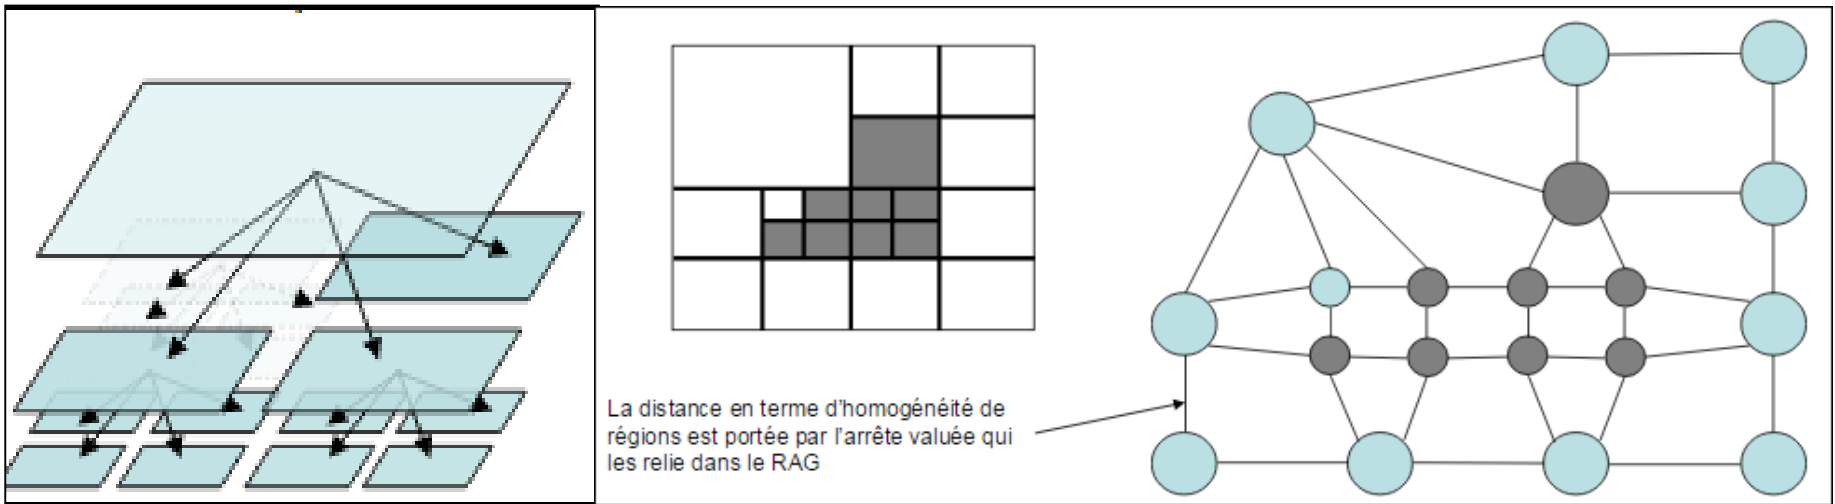 La distance en terme d'homogénéité de
régions est portée par l'arrête valuée qui
les relie dans le RAG